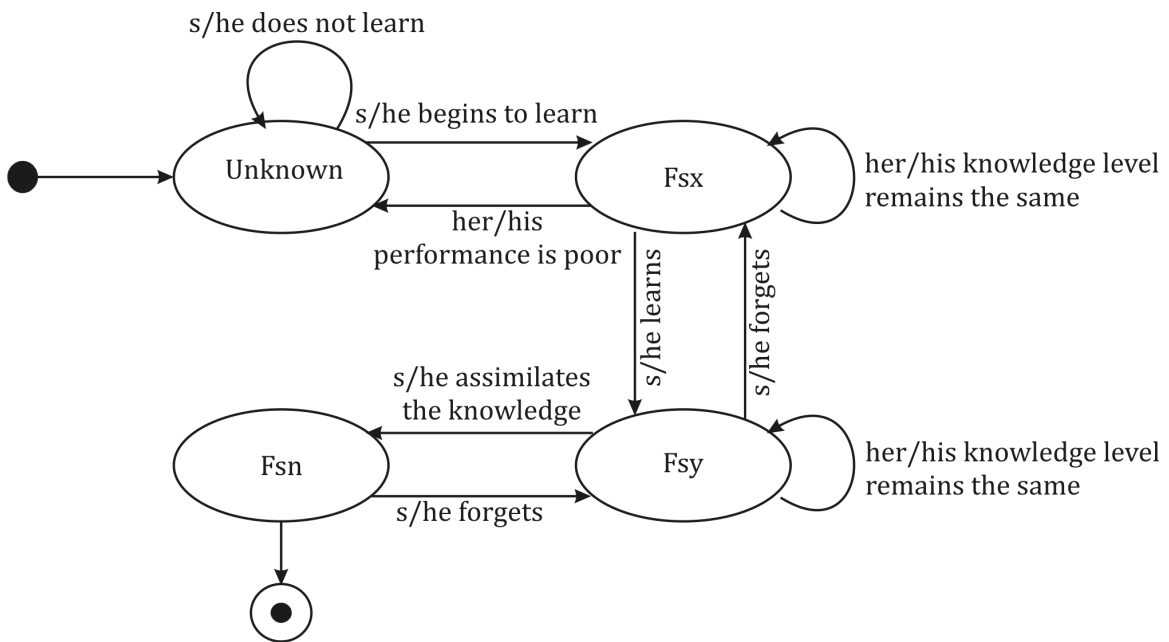 s/he does not learn
s/he begins to learn
Unknown
Fsx
her/his knowledge level
remains the same
her/his
performance is poor
s/he learns
s/he forgets
s/he assimilates
the knowledge
Fsn
Fsy
her/his knowledge level
remains the same
s/he forgets